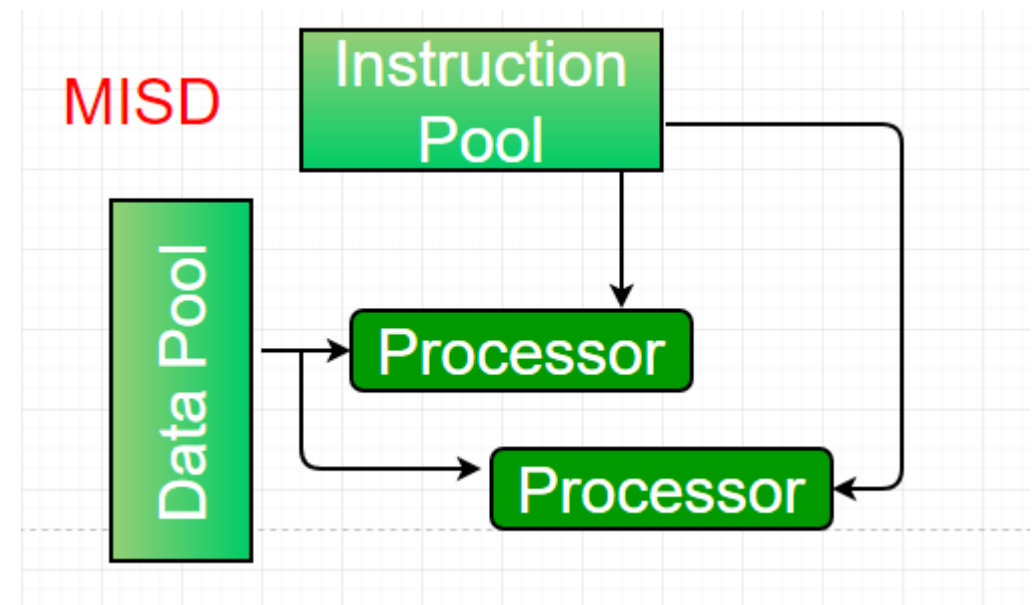 MISD
Instruction
Pool
Data Pool
Processor
Processor